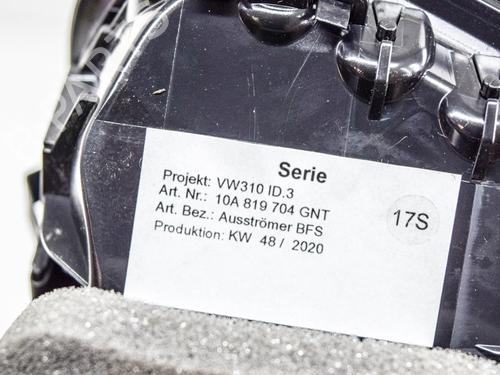 Serie
Projekt: VW310 ID.3
Art. Nr.: 10A 819 704 GNT
Art. Bez.: Ausströmer BFS
Produktion: KW 48 / 2020
17S